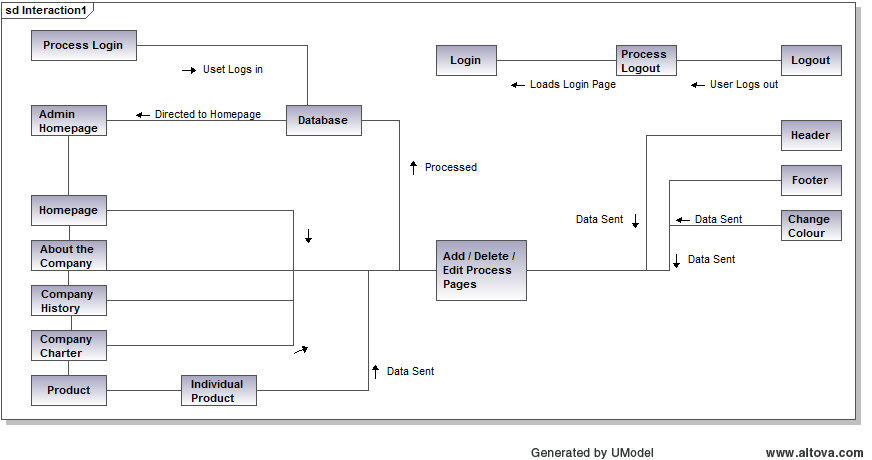 sd Interaction1
Process Login
Uset Logs in
Login
Process
Logout
Logout
Loads Login Page
User Logs out
Admin
Homepage
Directed to Homepage
Database
Header
Processed
Footer
Homepage
Data Sent
Data Sent
Change
Colour
About the
Company
Add / Delete /
Edit Process
Pages
Data Sent
Company
History
Company
Charter
Data Sent
Product
Individual
Product
Generated by UModel
www.altova.com